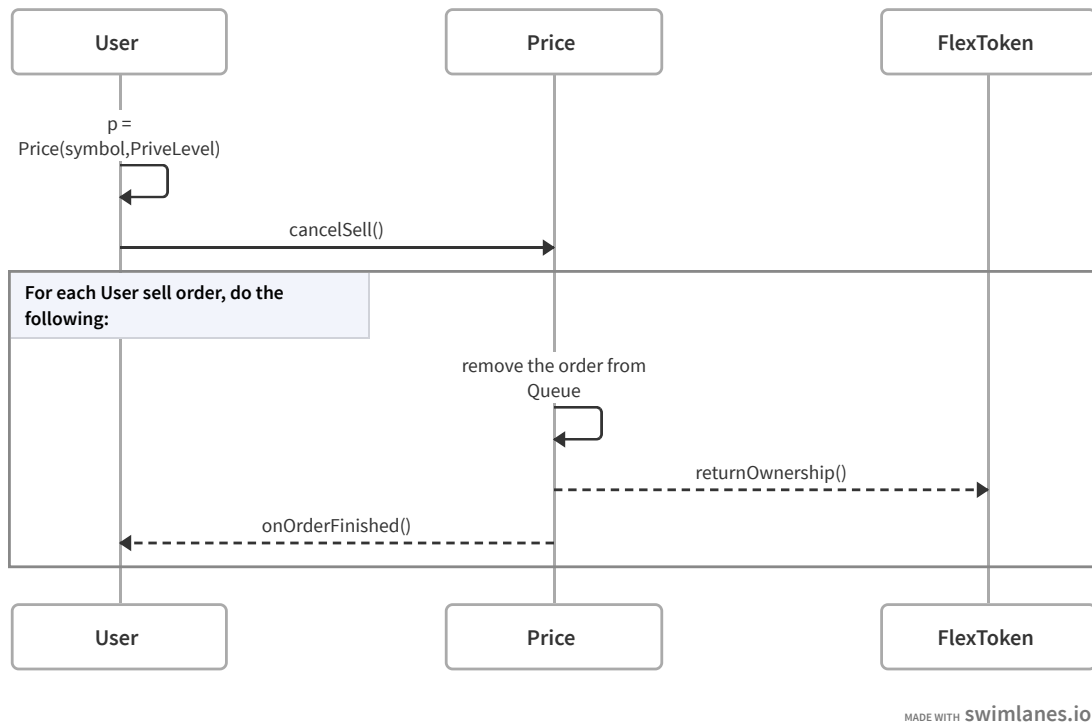 User
Price
FlexToken
p =
Price(symbol,PriveLevel)
cancelSell()
For each User sell order, do the
following:
remove the order from
Queue
returnOwnership()
onOrderFinished()
User
Price
FlexToken
MADE WITH swimlanes.io